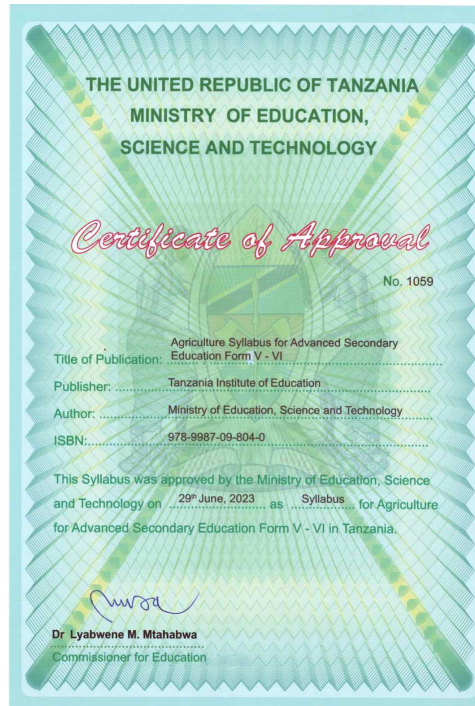 THE UNITED REPUBLIC OF TANZANIA
MINISTRY OF EDUCATION,
SCIENCE AND TECHNOLOGY
Certificate of Approval
No. 1059
Title of Publication: Agriculture Syllabus for Advanced Secondary
Education Form V - VI
Publisher: Tanzania Institute of Education
Author: Ministry of Education, Science and Technology
ISBN: 978-9987-09-804-0
This Syllabus was approved by the Ministry of Education, Science
and Technology on 29th June, 2023 as Syllabus for Agriculture
for Advanced Secondary Education Form V - VI in Tanzania.
Dr Lyabwene M. Mtahabwa
Commissioner for Education